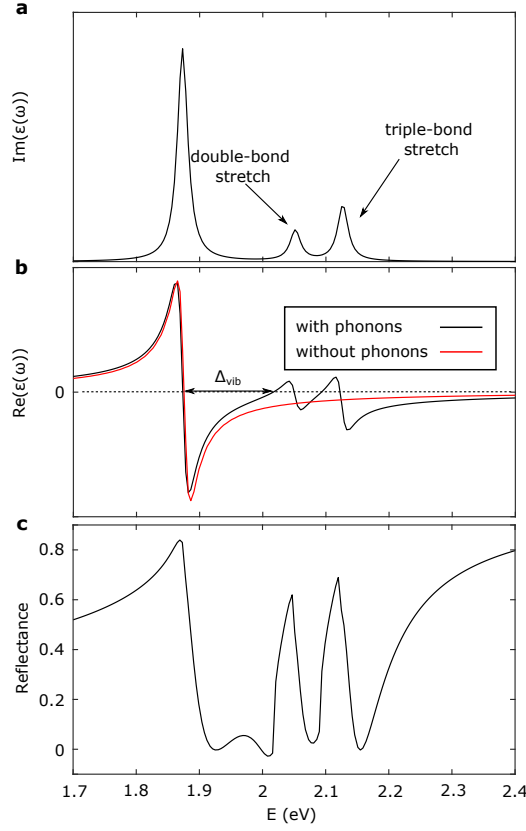 a
Im(ε(ω))
double-bond
stretch
triple-bond
stretch
b
Re(ε(ω))
0
Δvib
with phonons
without phonons
c
Reflectance
0.8
0.6
0.4
0.2
0
1.7
1.8
1.9
2
2.1
2.2
2.3
2.4
E (eV)